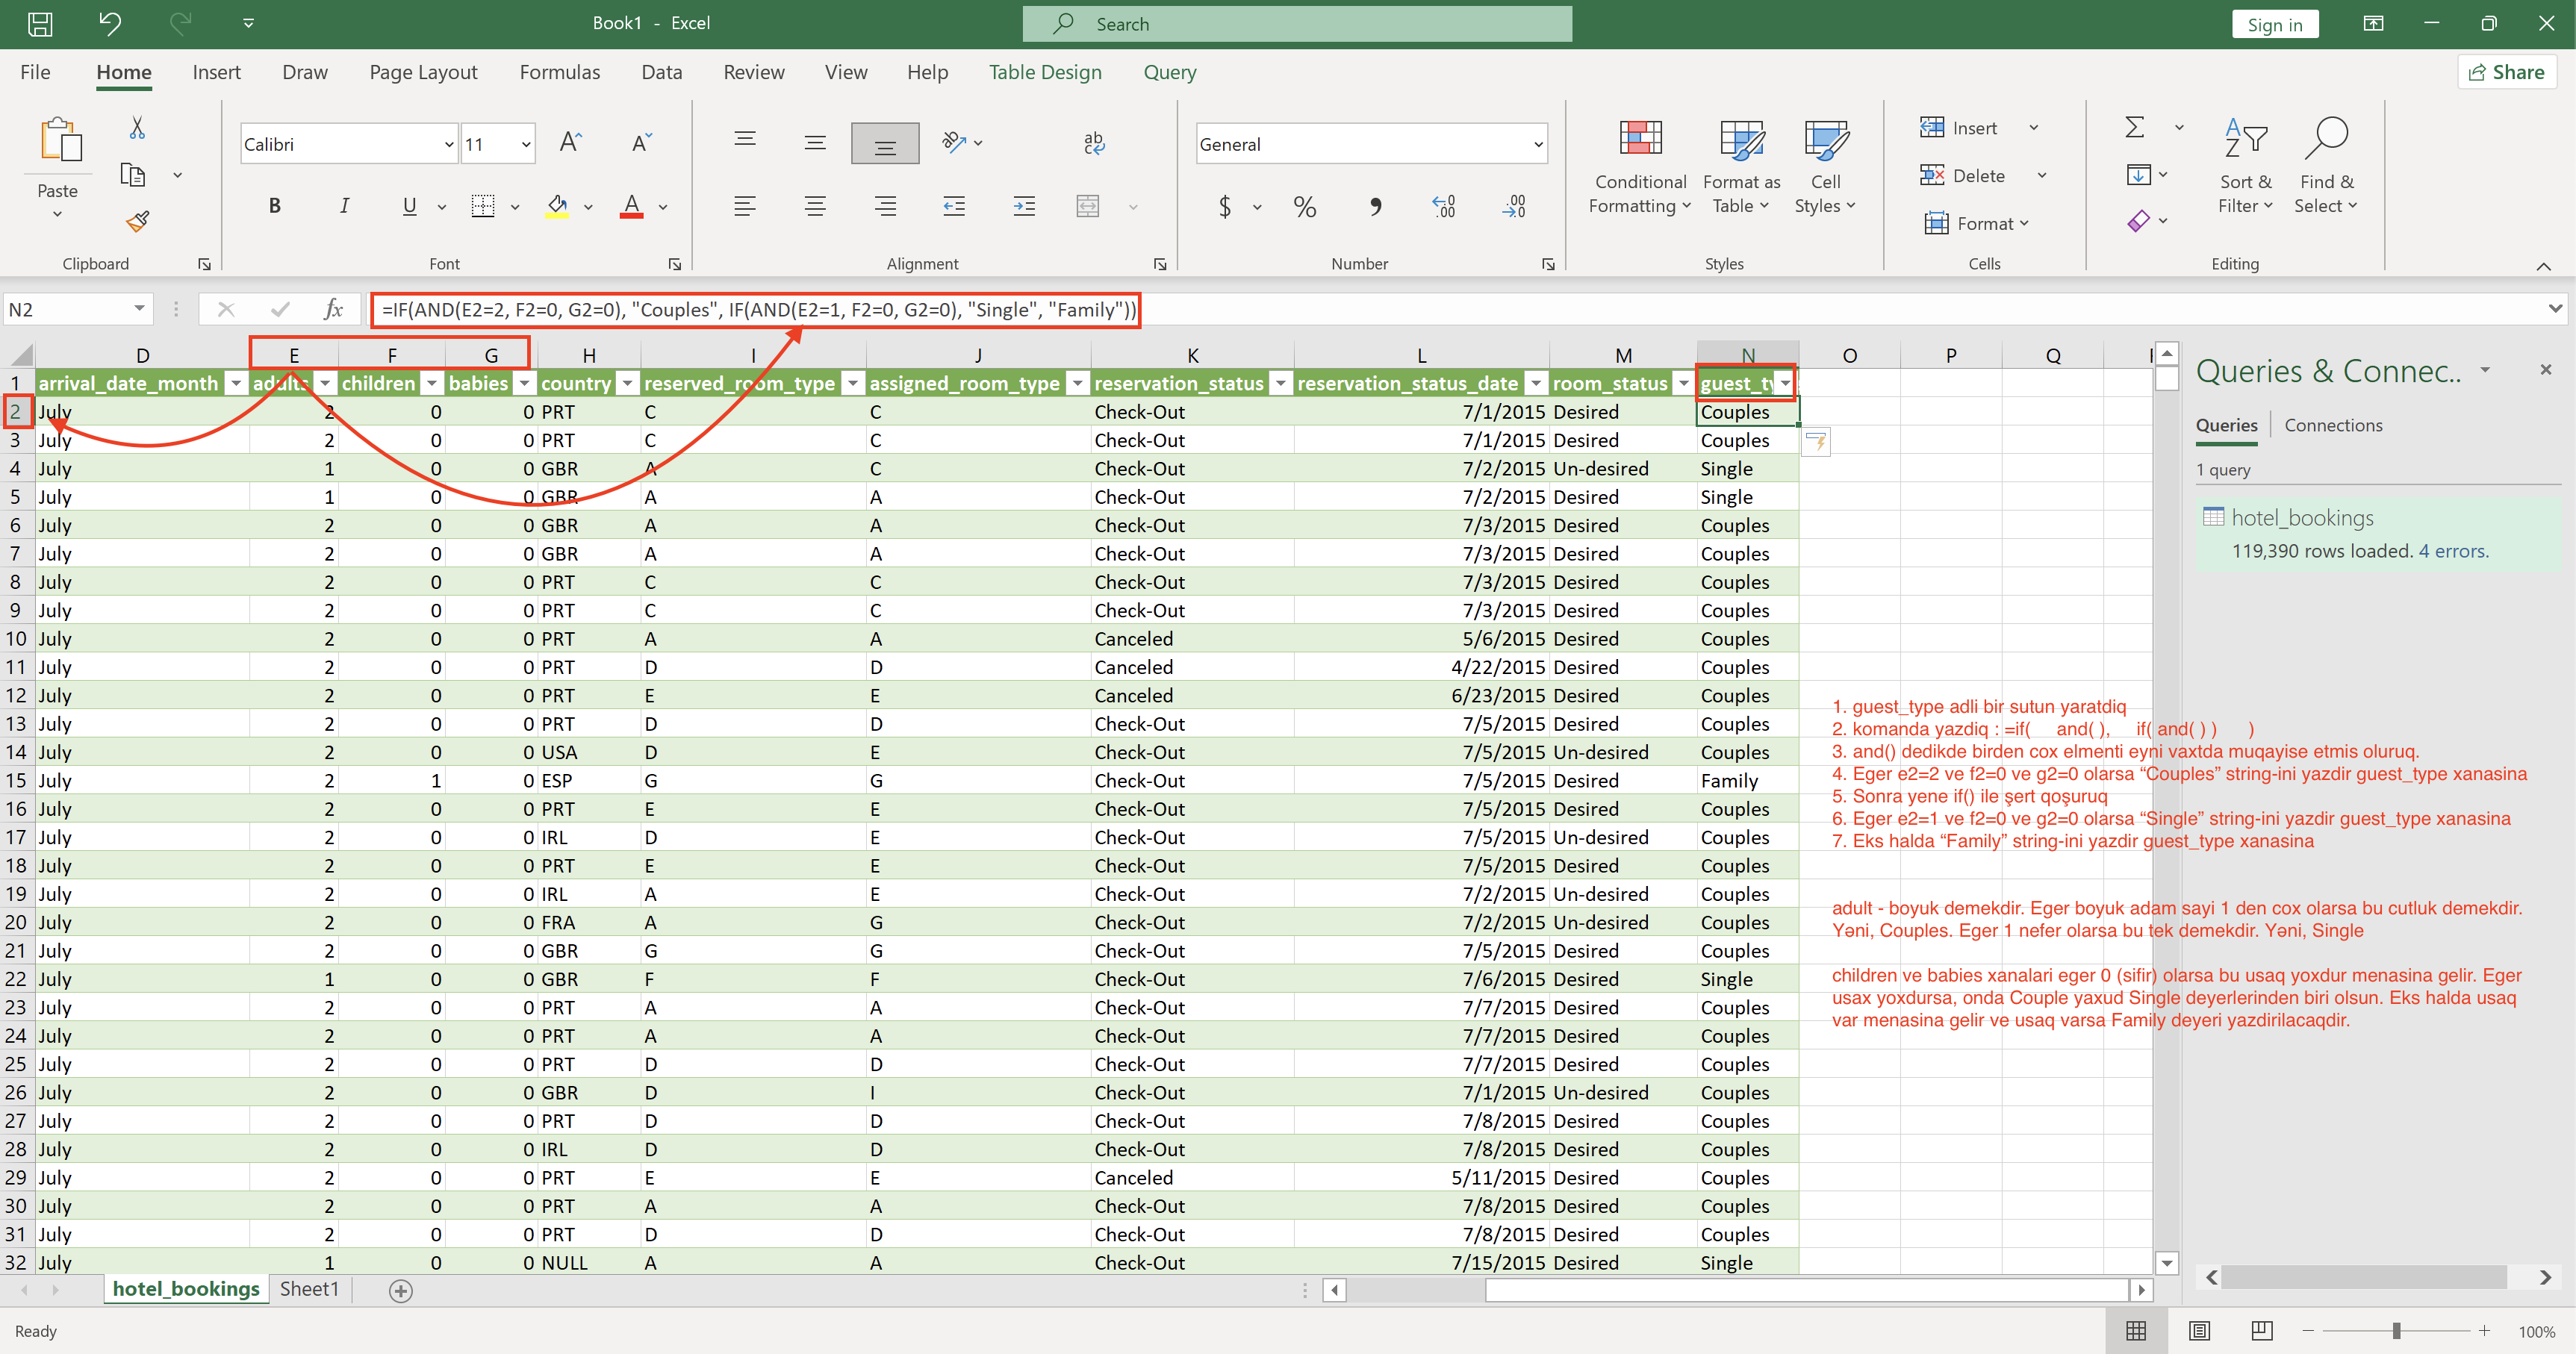 Book1 - Excel
Search
Sign in
File Home Insert Draw Page Layout Formulas Data Review View Help Table Design Query
Share
Paste
Calibri 11
General
Conditional Formatting
Format as Table
Cell Styles
Insert
Delete
Format
Sort & Filter
Find & Select
Clipboard Font Alignment Number Styles Cells Editing
N2 fx =IF(AND(E2=2, F2=0, G2=0), "Couples", IF(AND(E2=1, F2=0, G2=0), "Single", "Family"))
D E F G H I J K L M N O P Q
1 arrival_date_month adults children babies country reserved_room_type assigned_room_type reservation_status reservation_status_date room_status guest_ty
2 July 2 0 0 PRT C C Check-Out 7/1/2015 Desired Couples
3 July 2 0 0 PRT C C Check-Out 7/1/2015 Desired Couples
4 July 1 0 0 GBR A C Check-Out 7/2/2015 Un-desired Single
5 July 1 0 0 GBR A A Check-Out 7/2/2015 Desired Single
6 July 2 0 0 GBR A A Check-Out 7/3/2015 Desired Couples
7 July 2 0 0 GBR A A Check-Out 7/3/2015 Desired Couples
8 July 2 0 0 PRT C C Check-Out 7/3/2015 Desired Couples
9 July 2 0 0 PRT C C Check-Out 7/3/2015 Desired Couples
10 July 2 0 0 PRT A A Canceled 5/6/2015 Desired Couples
11 July 2 0 0 PRT D D Canceled 4/22/2015 Desired Couples
12 July 2 0 0 PRT E E Canceled 6/23/2015 Desired Couples
13 July 2 0 0 PRT D D Check-Out 7/5/2015 Desired Couples
14 July 2 0 0 USA D E Check-Out 7/5/2015 Un-desired Couples
15 July 2 1 0 ESP G G Check-Out 7/5/2015 Desired Family
16 July 2 0 0 PRT E E Check-Out 7/5/2015 Desired Couples
17 July 2 0 0 IRL D E Check-Out 7/5/2015 Un-desired Couples
18 July 2 0 0 PRT E E Check-Out 7/5/2015 Desired Couples
19 July 2 0 0 IRL A E Check-Out 7/2/2015 Un-desired Couples
20 July 2 0 0 FRA A G Check-Out 7/2/2015 Un-desired Couples
21 July 2 0 0 GBR G G Check-Out 7/5/2015 Desired Couples
22 July 1 0 0 GBR F F Check-Out 7/6/2015 Desired Single
23 July 2 0 0 PRT A A Check-Out 7/7/2015 Desired Couples
24 July 2 0 0 PRT A A Check-Out 7/7/2015 Desired Couples
25 July 2 0 0 PRT D D Check-Out 7/7/2015 Desired Couples
26 July 2 0 0 GBR D I Check-Out 7/1/2015 Un-desired Couples
27 July 2 0 0 PRT D D Check-Out 7/8/2015 Desired Couples
28 July 2 0 0 IRL D D Check-Out 7/8/2015 Desired Couples
29 July 2 0 0 PRT E E Canceled 5/11/2015 Desired Couples
30 July 2 0 0 PRT A A Check-Out 7/8/2015 Desired Couples
31 July 2 0 0 PRT D D Check-Out 7/8/2015 Desired Couples
32 July 1 0 0 NULL A A Check-Out 7/15/2015 Desired Single
Queries & Connec..
Queries Connections
1 query
hotel_bookings
119,390 rows loaded. 4 errors.
1. guest_type adli bir sutun yaratdiq
2. komanda yazdiq : =if( and( ), if( and( ) ) )
3. and() dedikde birden cox elmenti eyni vaxtda muqayise etmis oluruq.
4. Eger e2=2 ve f2=0 ve g2=0 olarsa “Couples” string-ini yazdir guest_type xanasina
5. Sonra yene if() ile şert qoşuruq
6. Eger e2=1 ve f2=0 ve g2=0 olarsa “Single” string-ini yazdir guest_type xanasina
7. Eks halda “Family” string-ini yazdir guest_type xanasina
adult - boyuk demekdir. Eger boyuk adam sayi 1 den cox olarsa bu cutluk demekdir.
Yəni, Couples. Eger 1 nefer olarsa bu tek demekdir. Yəni, Single
children ve babies xanalari eger 0 (sifir) olarsa bu usaq yoxdur menasina gelir. Eger
usax yoxdursa, onda Couple yaxud Single deyerlerinden biri olsun. Eks halda usaq
var menasina gelir ve usaq varsa Family deyeri yazdirilacaqdir.
hotel_bookings Sheet1
Ready
100%